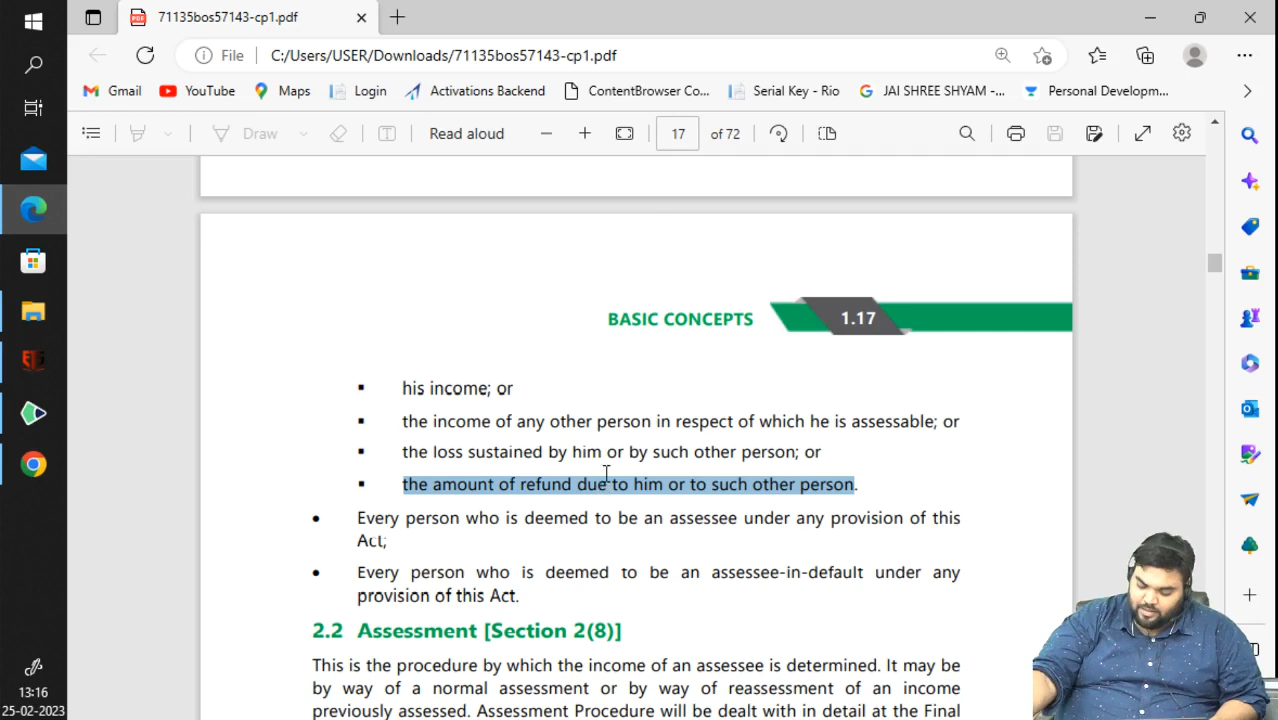 71135bos57143-cp1.pdf
File C:/Users/USER/Downloads/71135bos57143-cp1.pdf
Gmail YouTube Maps Login Activations Backend ContentBrowser Co... Serial Key - Rio JAI SHREE SHYAM -... Personal Developm...
Draw Read aloud 17 of 72
BASIC CONCEPTS 1.17
▪ his income; or
▪ the income of any other person in respect of which he is assessable; or
▪ the loss sustained by him or by such other person; or
▪ the amount of refund due to him or to such other person.
• Every person who is deemed to be an assessee under any provision of this
Act;
• Every person who is deemed to be an assessee-in-default under any
provision of this Act.
2.2 Assessment [Section 2(8)]
This is the procedure by which the income of an assessee is determined. It may be
by way of a normal assessment or by way of reassessment of an income
previously assessed. Assessment Procedure will be dealt with in detail at the Final
13:16
25-02-2023